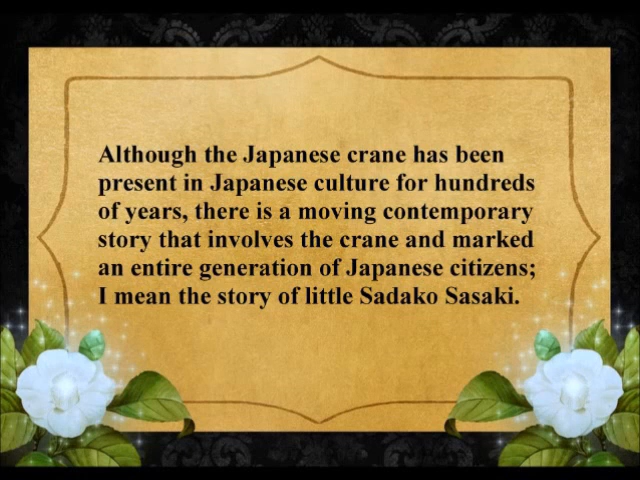 Although the Japanese crane has been
present in Japanese culture for hundreds
of years, there is a moving contemporary
story that involves the crane and marked
an entire generation of Japanese citizens;
I mean the story of little Sadako Sasaki.